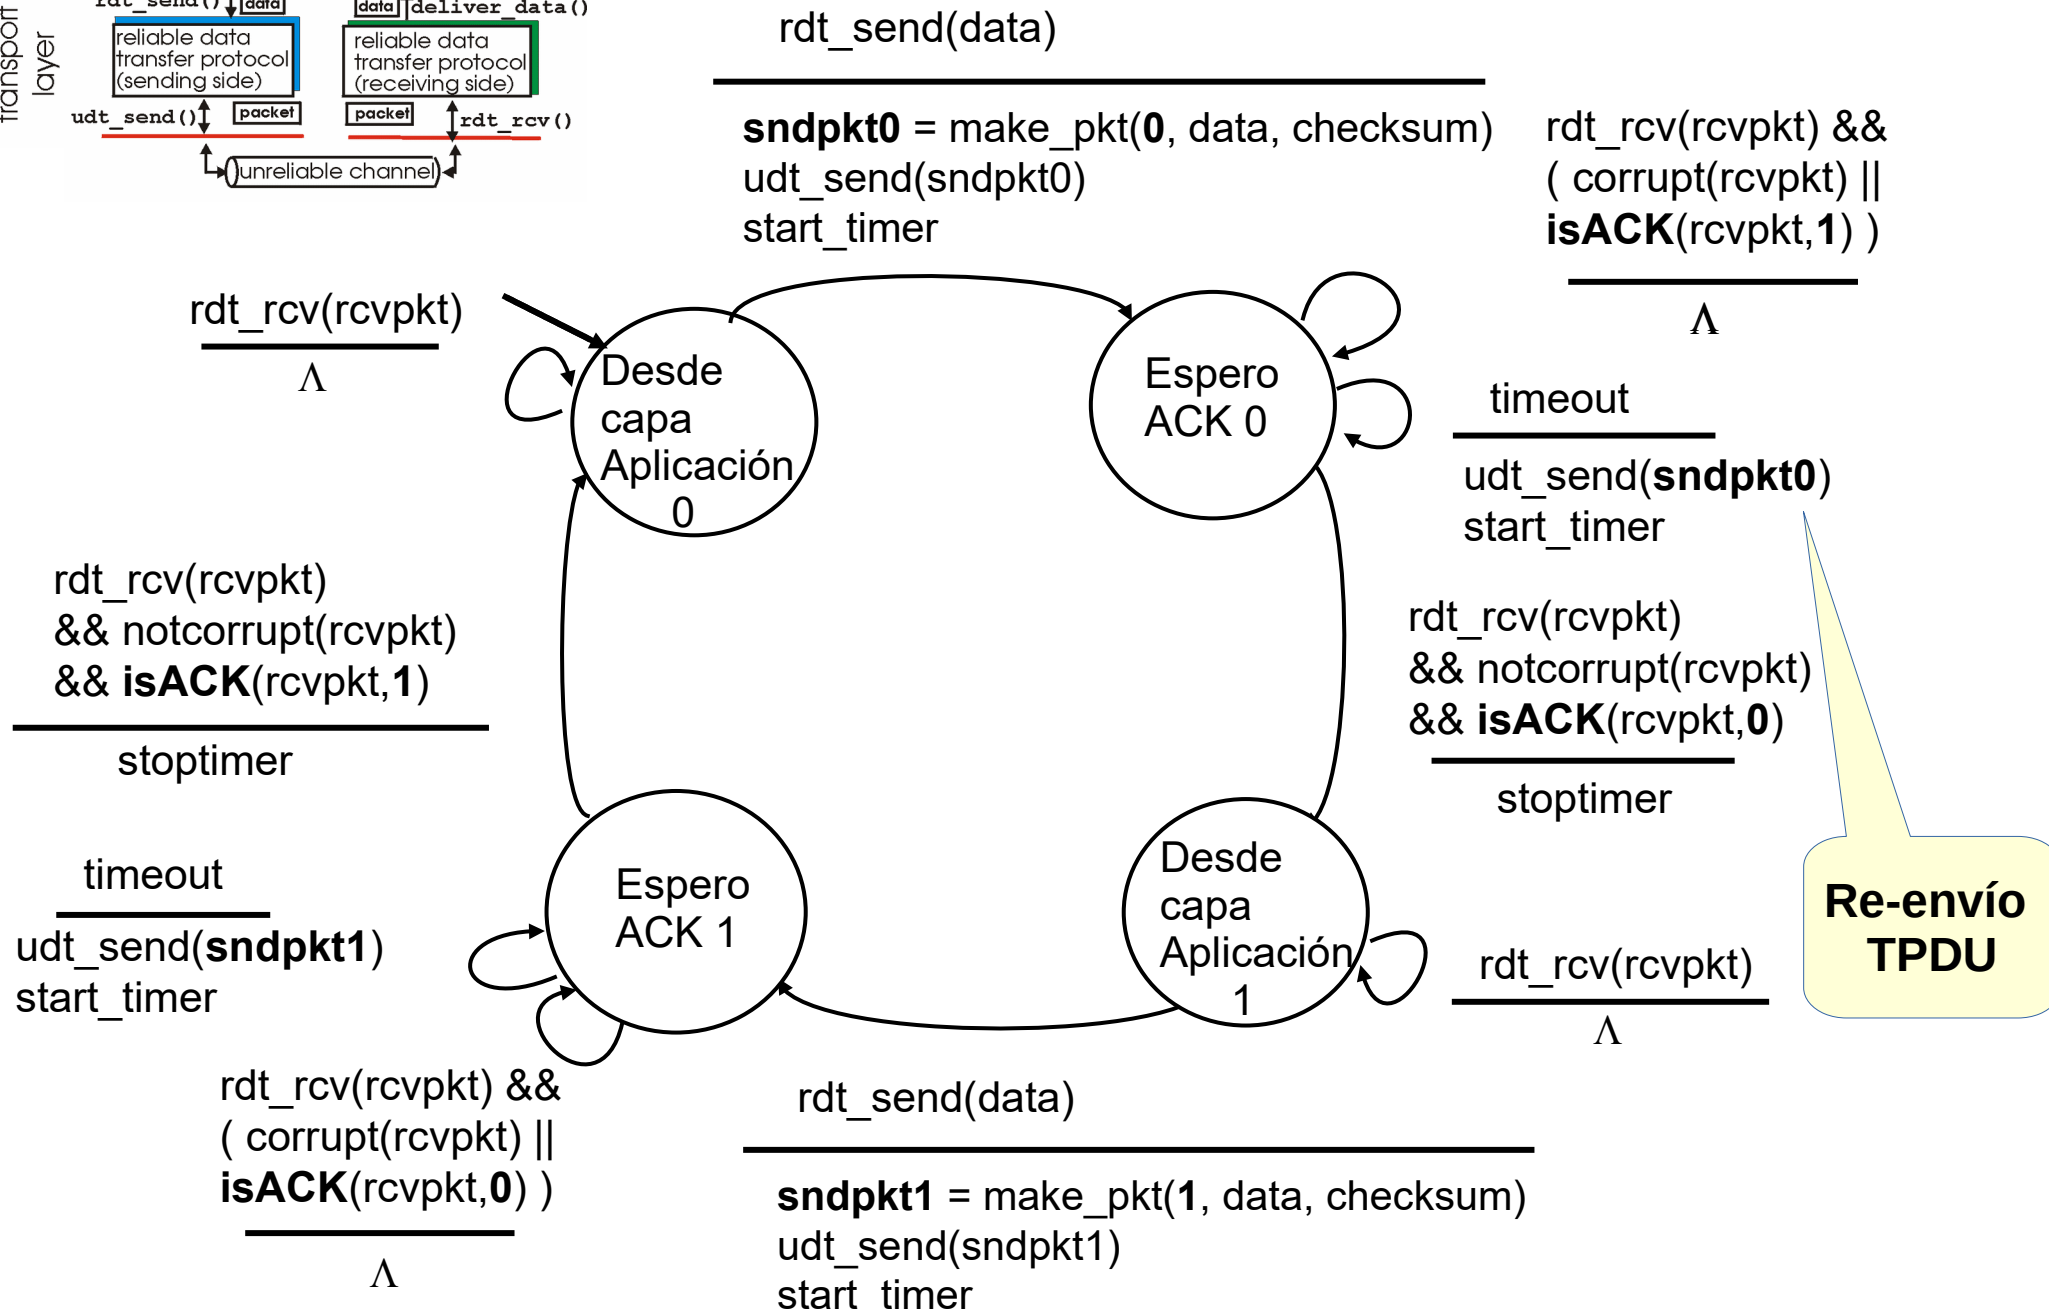 transport
layer
rdt_send()
data
data
deliver_data()
reliable data
transfer protocol
(sending side)
reliable data
transfer protocol
(receiving side)
udt_send()
packet
packet
rdt_rcv()
unreliable channel
rdt_send(data)
sndpkt0 = make_pkt(0, data, checksum)
udt_send(sndpkt0)
start_timer
rdt_rcv(rcvpkt) &&
( corrupt(rcvpkt) ||
isACK(rcvpkt,1) )
Λ
rdt_rcv(rcvpkt)
Λ
Desde
capa
Aplicación
0
Espero
ACK 0
timeout
udt_send(sndpkt0)
start_timer
rdt_rcv(rcvpkt)
&& notcorrupt(rcvpkt)
&& isACK(rcvpkt,1)
stoptimer
rdt_rcv(rcvpkt)
&& notcorrupt(rcvpkt)
&& isACK(rcvpkt,0)
stoptimer
Re-envío
TPDU
timeout
udt_send(sndpkt1)
start_timer
Espero
ACK 1
Desde
capa
Aplicación
1
rdt_rcv(rcvpkt)
Λ
rdt_rcv(rcvpkt) &&
( corrupt(rcvpkt) ||
isACK(rcvpkt,0) )
Λ
rdt_send(data)
sndpkt1 = make_pkt(1, data, checksum)
udt_send(sndpkt1)
start_timer